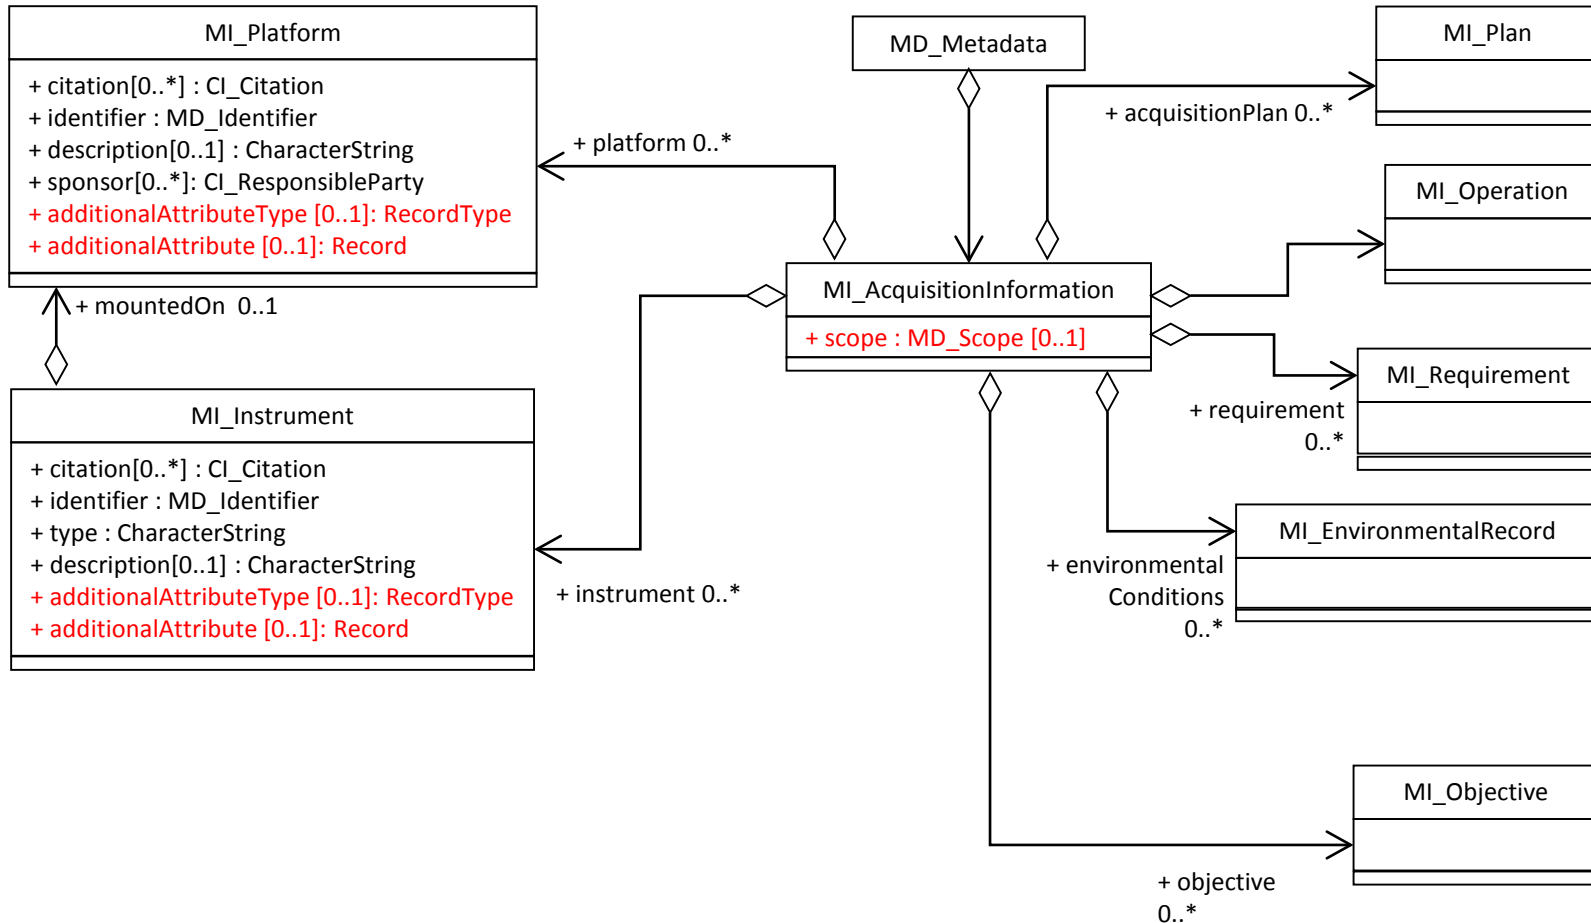 MI_Platform
+ citation[0..*] : CI_Citation
+ identifier : MD_Identifier
+ description[0..1] : CharacterString
+ sponsor[0..*]: CI_ResponsibleParty
+ additionalAttributeType [0..1]: RecordType
+ additionalAttribute [0..1]: Record
+ mountedOn 0..1
MI_Instrument
+ citation[0..*] : CI_Citation
+ identifier : MD_Identifier
+ type : CharacterString
+ description[0..1] : CharacterString
+ additionalAttributeType [0..1]: RecordType
+ additionalAttribute [0..1]: Record
+ platform 0..*
+ instrument 0..*
MD_Metadata
MI_AcquisitionInformation
+ scope : MD_Scope [0..1]
+ acquisitionPlan 0..*
MI_Plan
MI_Operation
MI_Requirement
+ requirement
0..*
MI_EnvironmentalRecord
+ environmental
Conditions
0..*
MI_Objective
+ objective
0..*